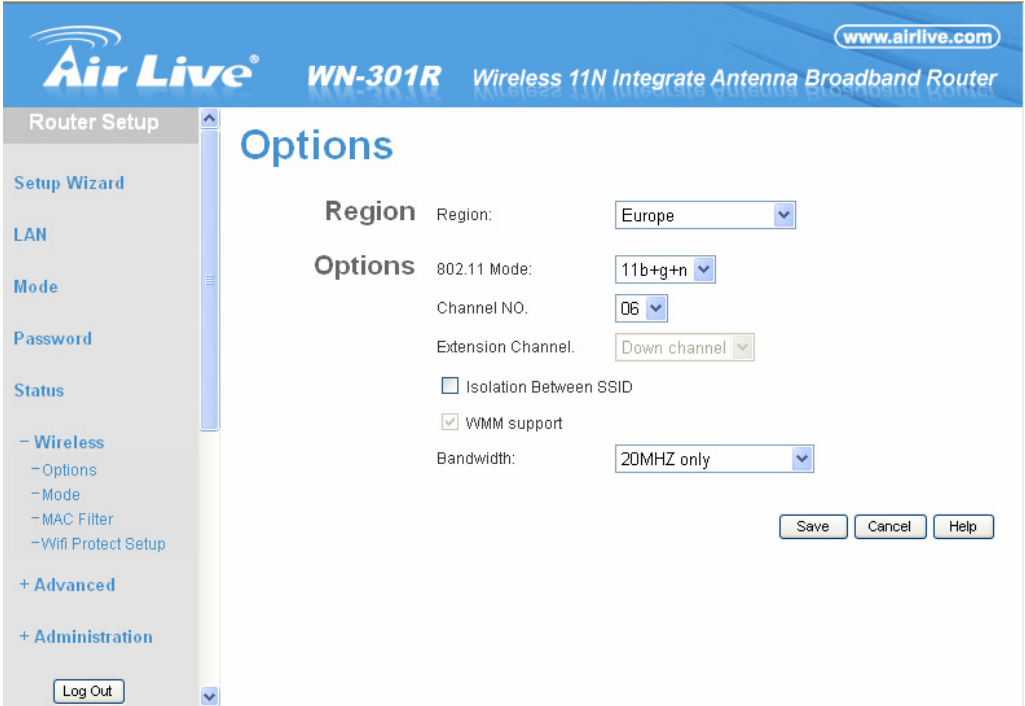 www.airlive.com
Air Live®
WN-301R Wireless 11N Integrate Antenna Broadband Router
Router Setup
Setup Wizard
LAN
Mode
Password
Status
- Wireless
- Options
- Mode
- MAC Filter
- Wifi Protect Setup
+ Advanced
+ Administration
Log Out
Options
Region Region: Europe
Options 802.11 Mode: 11b+g+n
Channel NO. 06
Extension Channel. Down channel
Isolation Between SSID
WMM support
Bandwidth: 20MHZ only
Save Cancel Help